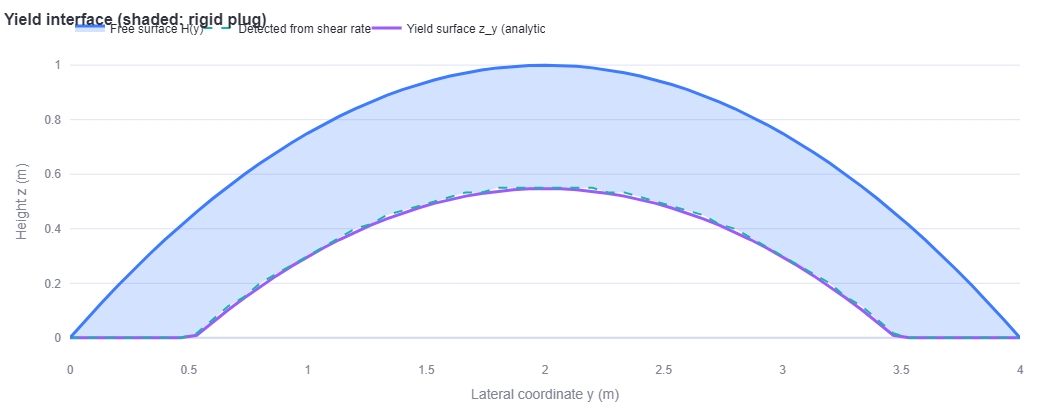 Yield interface (shaded: rigid plug)
Free surface H(y) Detected from shear rate Yield surface z_y (analytic
1
0.8
0.6
0.4
0.2
0
Height z (m)
0 0.5 1 1.5 2 2.5 3 3.5 4
Lateral coordinate y (m)